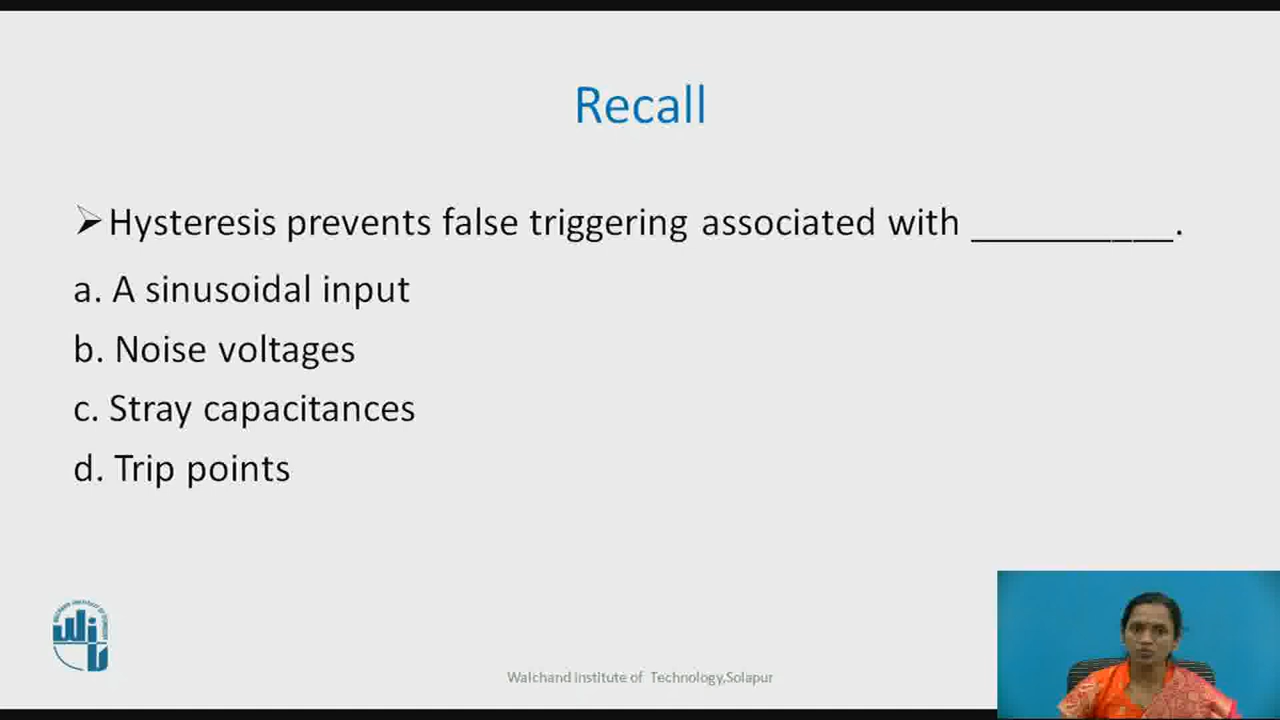 Recall
➢Hysteresis prevents false triggering associated with __________.
a. A sinusoidal input
b. Noise voltages
c. Stray capacitances
d. Trip points
Walchand Institute of Technology,Solapur